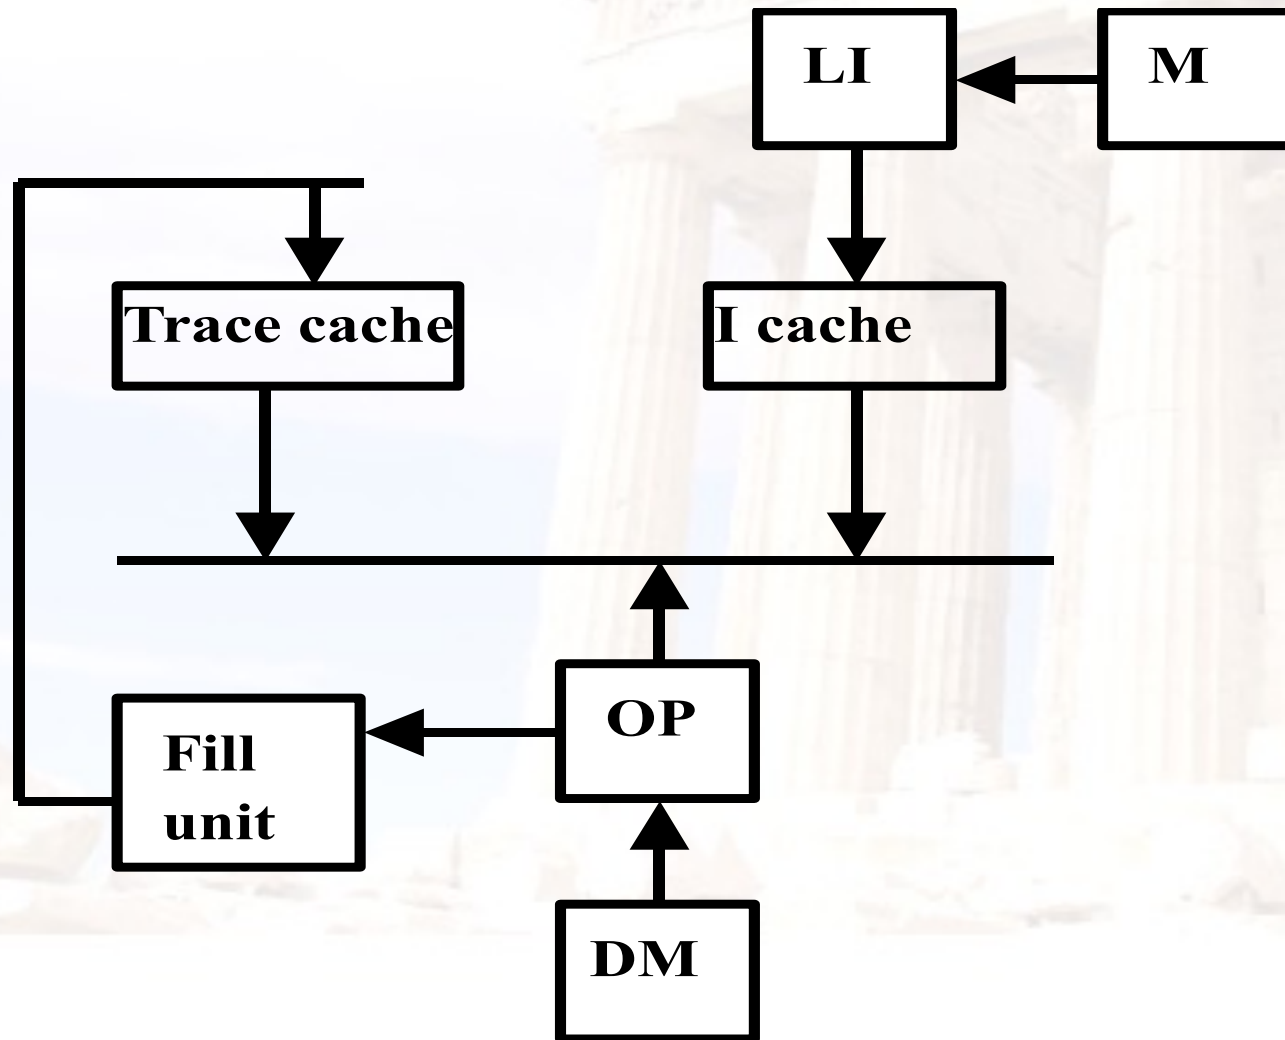 LI
M
Trace cache
I cache
OP
Fill
unit
DM